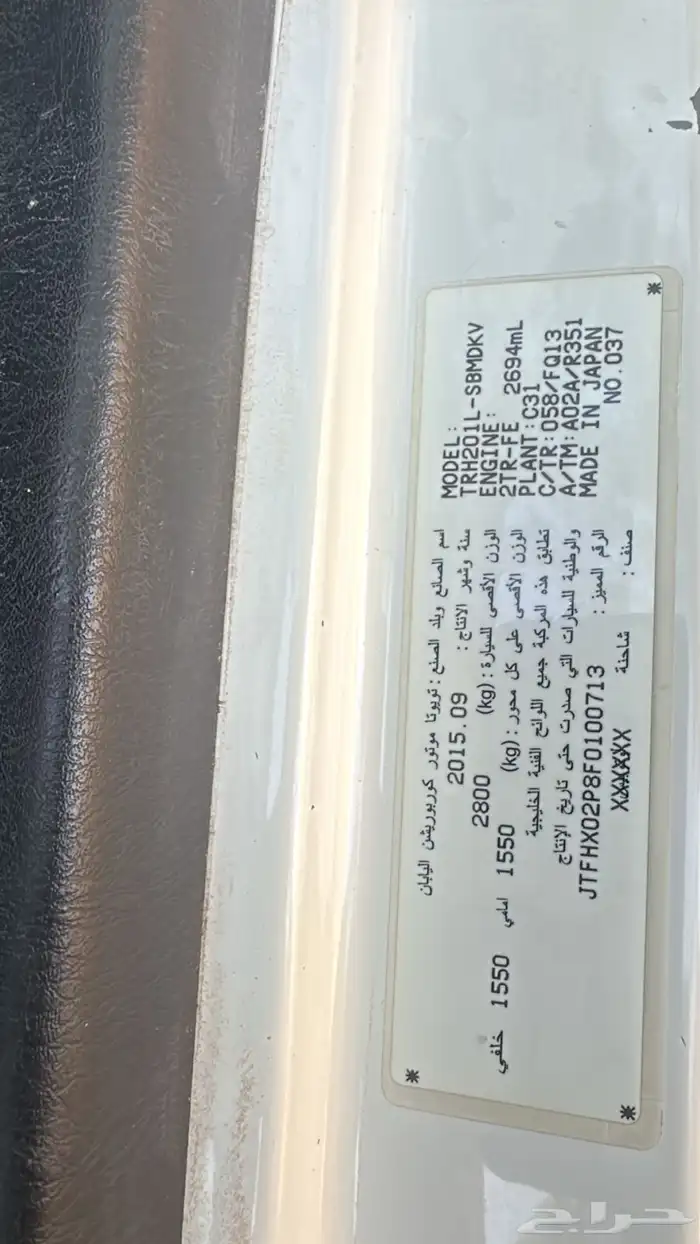 MODEL:
TRH201L-SBMDKV
ENGINE:
2TR-FE 2694mL
PLANT:C31
C/TR:058/FQ13
A/TM:A02A/R351
MADE IN JAPAN
NO.037
اسم الصانع وبلد الصنع : تويوتا موتور كوربوريشن اليابان
سنة وشهر الإنتاج : 2015.09
الوزن الأقصى للسيارة : (kg) 2800
الوزن الأقصى على كل محور : (kg) 1550 امامي 1550 خلفي
تطابق هذه المركبة جميع اللوائح الفنية الخليجية
والوطنية للسيارات التي صدرت حتى تاريخ الإنتاج
الرقم المميز : JTFHX02P8F0100713
صنف : شاحنة
حراج